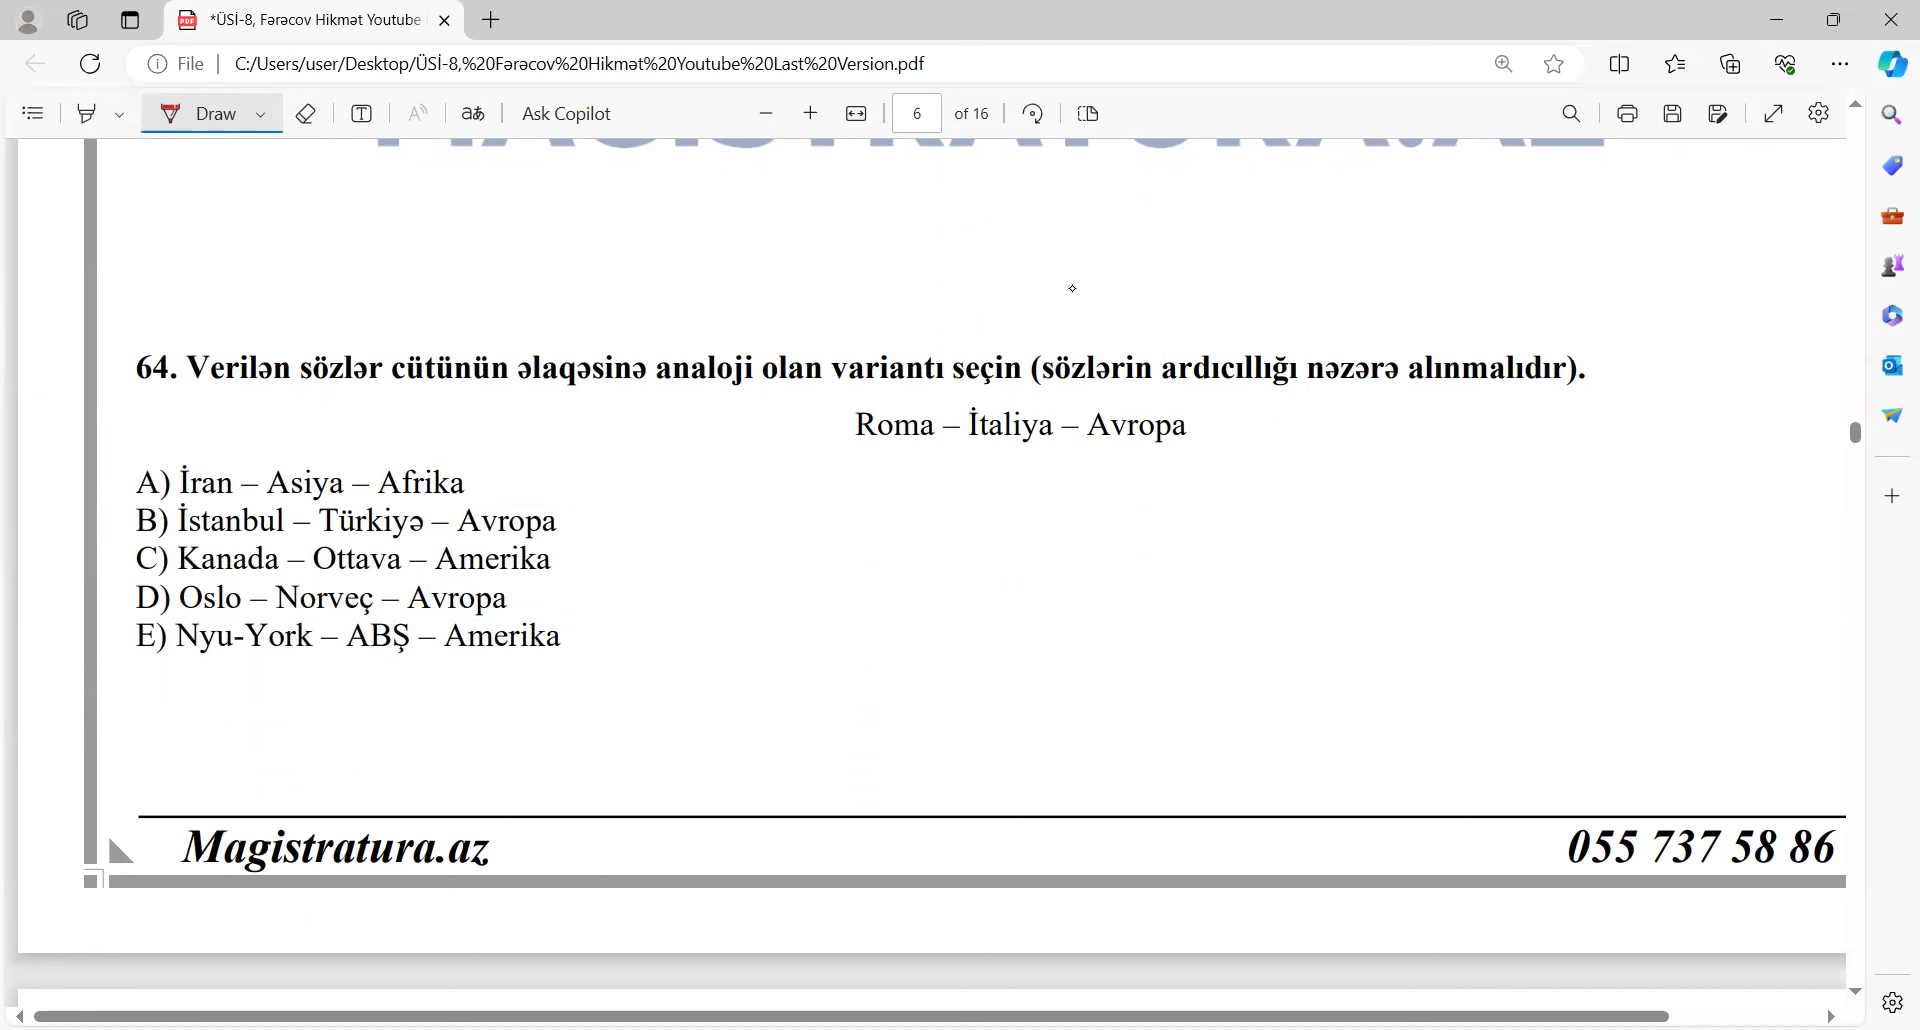 *ÜSİ-8, Fərəcov Hikmət Youtube
File
C:/Users/user/Desktop/ÜSİ-8,%20Fərəcov%20Hikmət%20Youtube%20Last%20Version.pdf
Draw
T
aあ
Ask Copilot
6 of 16
64. Verilən sözlər cütünün əlaqəsinə analoji olan variantı seçin (sözlərin ardıcıllığı nəzərə alınmalıdır).
Roma – İtaliya – Avropa
A) İran – Asiya – Afrika
B) İstanbul – Türkiyə – Avropa
C) Kanada – Ottava – Amerika
D) Oslo – Norveç – Avropa
E) Nyu-York – ABŞ – Amerika
Magistratura.az
055 737 58 86